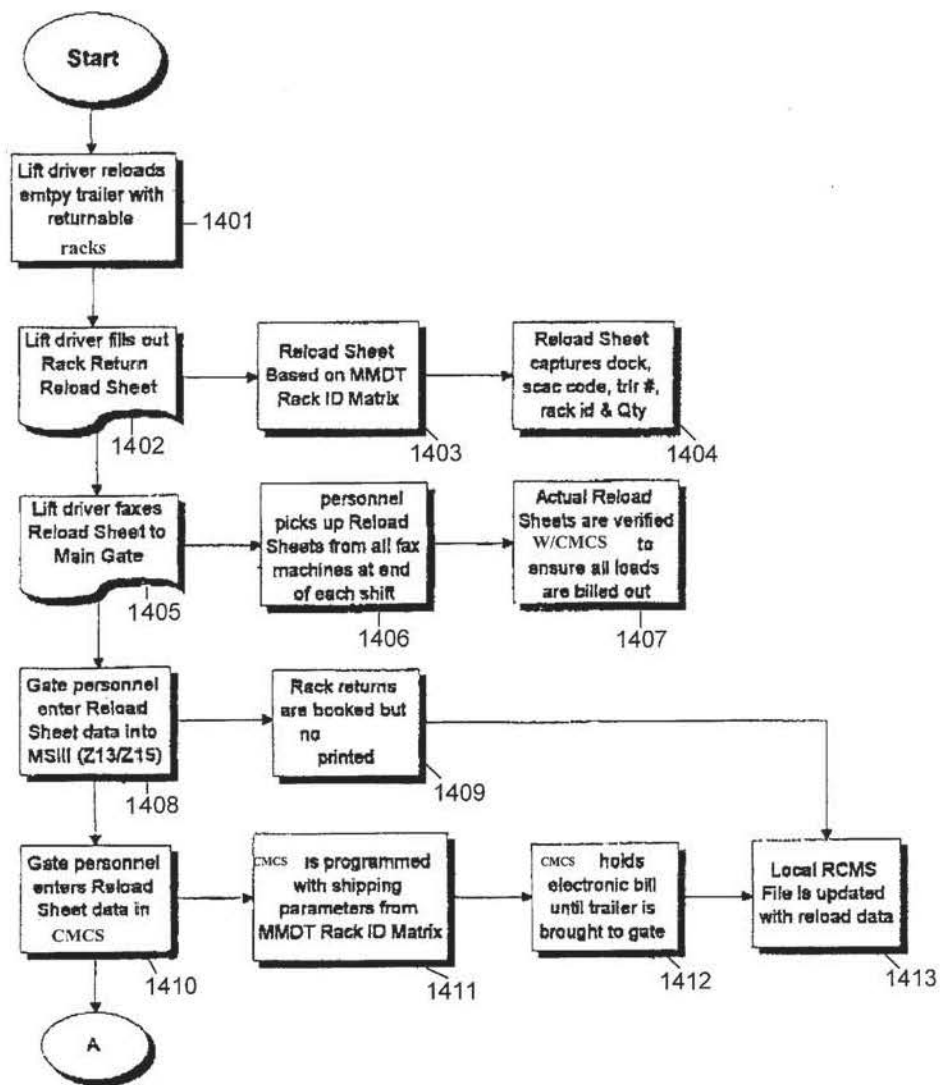 Start
Lift driver reloads
emtpy trailer with
returnable
racks
1401
Lift driver fills out
Rack Return
Reload Sheet
1402
Reload Sheet
Based on MMDT
Rack ID Matrix
1403
Reload Sheet
captures dock,
scac code, trlr #,
rack id & Qty
1404
Lift driver faxes
Reload Sheet to
Main Gate
1405
personnel
picks up Reload
Sheets from all fax
machines at end
of each shift
1406
Actual Reload
Sheets are verified
W/CMCS to
ensure all loads
are billed out
1407
Gate personnel
enter Reload
Sheet data into
MSIII (Z13/Z15)
1408
Rack returns
are booked but
no
printed
1409
Gate personnel
enters Reload
Sheet data in
CMCS
1410
CMCS is programmed
with shipping
parameters from
MMDT Rack ID Matrix
1411
CMCS holds
electronic bill
until trailer is
brought to gate
1412
Local RCMS
File is updated
with reload data
1413
A